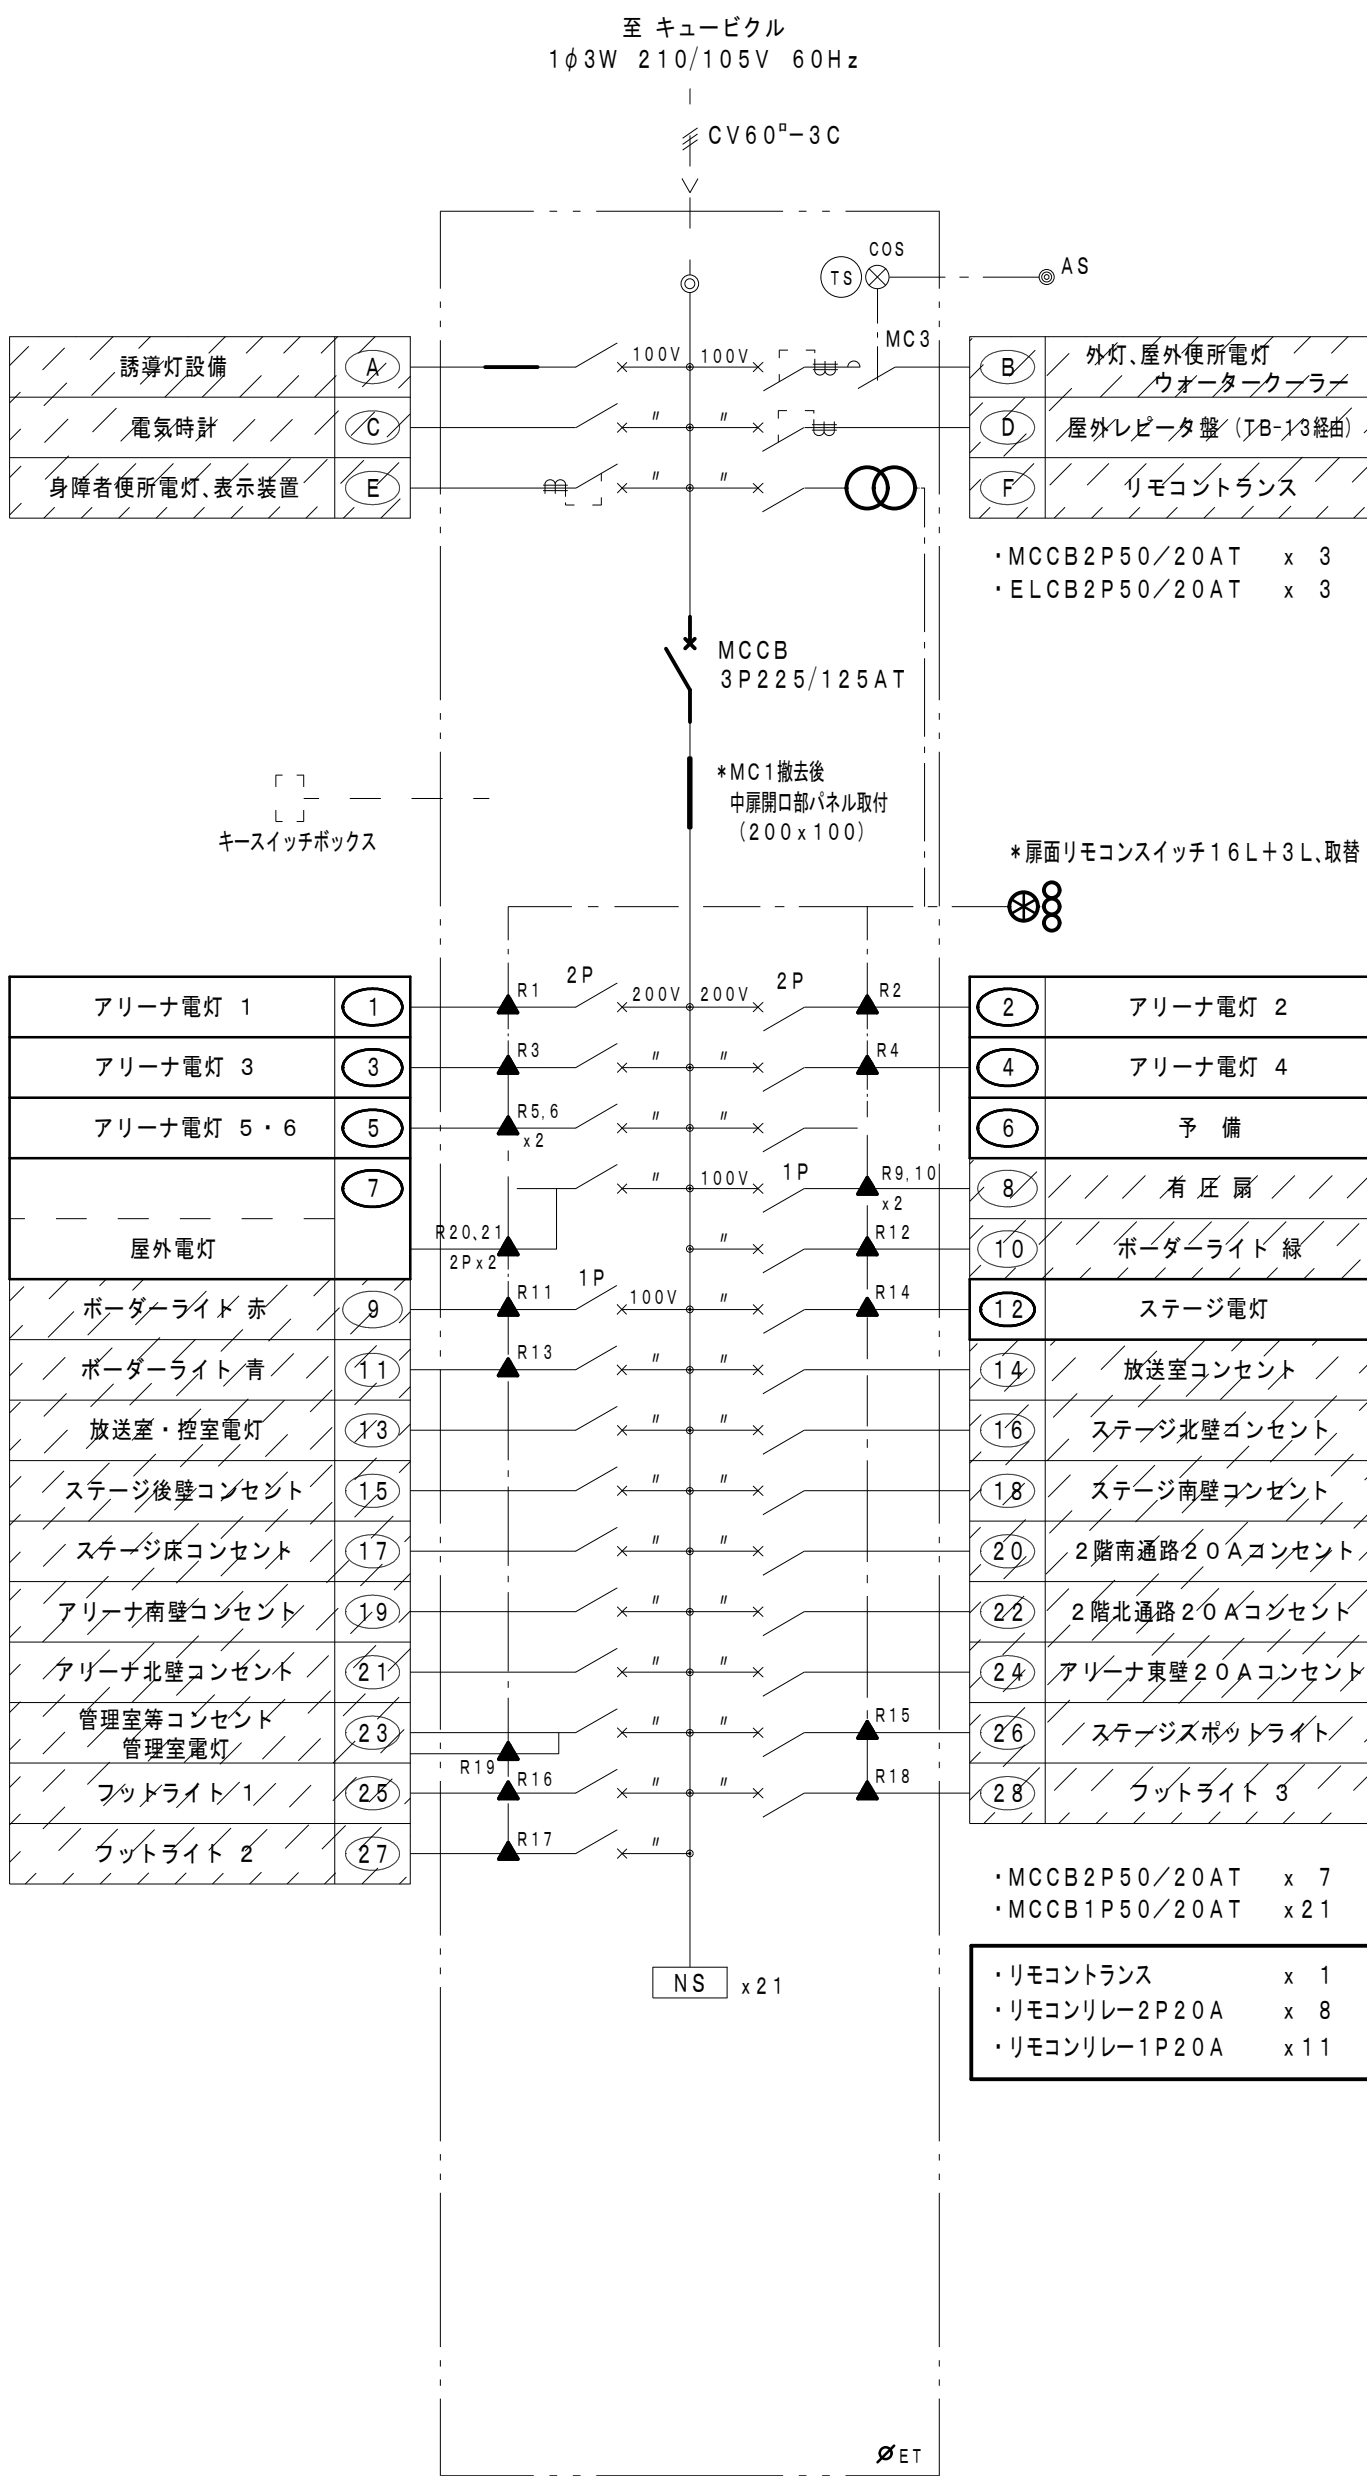 至 キュービクル
1φ3W 210/105V 60Hz
CV60□-3C
COS
TS
AS
MC3
誘導灯設備 A 100V 100V B 外灯、屋外便所電灯
ウォータークーラー
電気時計 C 〃 〃 D 屋外レピータ盤(TB-13経由)
身障者便所電灯、表示装置 E 〃 〃 F リモコントランス
・MCCB2P50/20AT x 3
・ELCB2P50/20AT x 3
MCCB
3P225/125AT
*MC1撤去後
中扉開口部パネル取付
(200x100)
キースイッチボックス
*扉面リモコンスイッチ16L+3L、取替
アリーナ電灯 1 1 R1 2P 200V 200V 2P R2 2 アリーナ電灯 2
アリーナ電灯 3 3 R3 〃 〃 R4 4 アリーナ電灯 4
アリーナ電灯 5・6 5 R5,6 x2 〃 〃 6 予 備
7 〃 100V 1P R9,10 x2 8 有圧扇
屋外電灯 R20、21 2Px2 〃 R12 10 ボーダーライト 緑
ボーダーライト 赤 9 R11 1P 100V 〃 R14 12 ステージ電灯
ボーダーライト 青 11 R13 〃 〃 14 放送室コンセント
放送室・控室電灯 13 〃 〃 16 ステージ北壁コンセント
ステージ後壁コンセント 15 〃 〃 18 ステージ南壁コンセント
ステージ床コンセント 17 〃 〃 20 2階南通路20Aコンセント
アリーナ南壁コンセント 19 〃 〃 22 2階北通路20Aコンセント
アリーナ北壁コンセント 21 〃 〃 24 アリーナ東壁20Aコンセント
管理室等コンセント 23 〃 〃 R15 26 ステージスポットライト
管理室電灯 R19
フットライト 1 25 R16 〃 〃 R18 28 フットライト 3
フットライト 2 27 R17 〃
・MCCB2P50/20AT x 7
・MCCB1P50/20AT x21
NS x21
・リモコントランス x 1
・リモコンリレー2P20A x 8
・リモコンリレー1P20A x11
ET